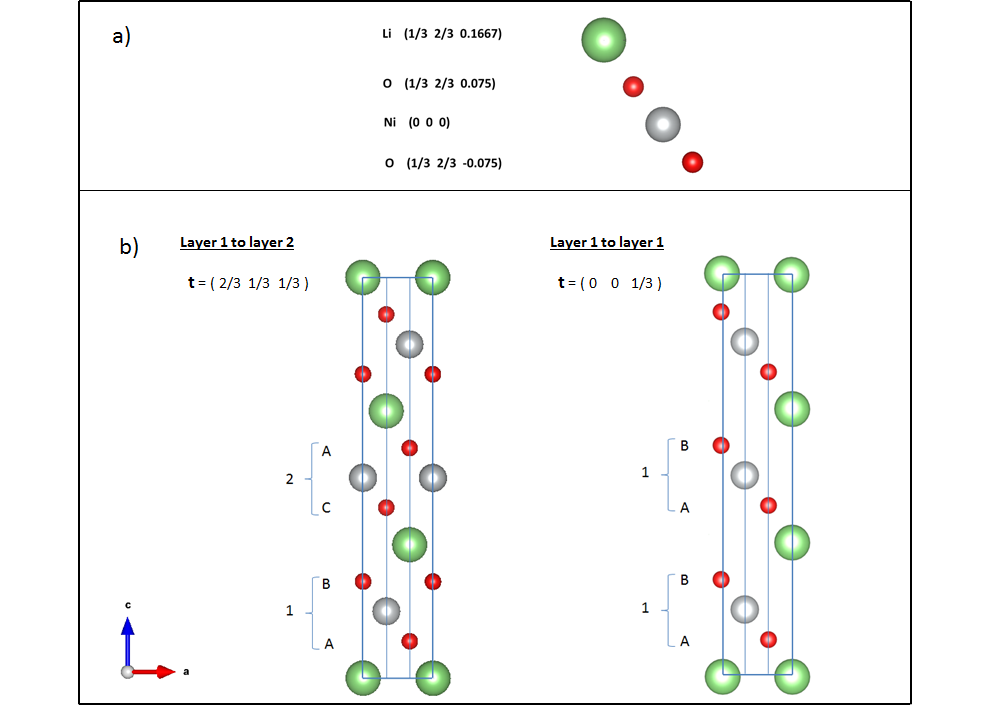 a)
Li (1/3 2/3 0.1667)
O (1/3 2/3 0.075)
Ni (0 0 0)
O (1/3 2/3 -0.075)
b)
Layer 1 to layer 2
t = ( 2/3 1/3 1/3 )
A
2
C
B
1
A
c
a
Layer 1 to layer 1
t = ( 0 0 1/3 )
B
1
A
B
1
A